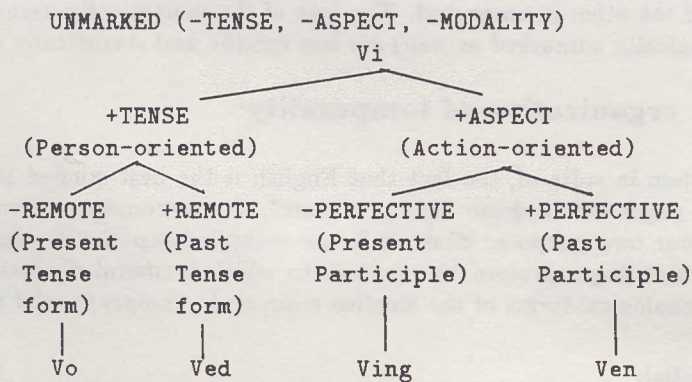 UNMARKED (-TENSE, -ASPECT, -MODALITY)
Vi
+TENSE +ASPECT
(Person-oriented) (Action-oriented)
-REMOTE +REMOTE -PERFECTIVE +PERFECTIVE
(Present (Past (Present (Past
Tense Tense Participle) Participle)
form) form)
Vo Ved Ving Ven